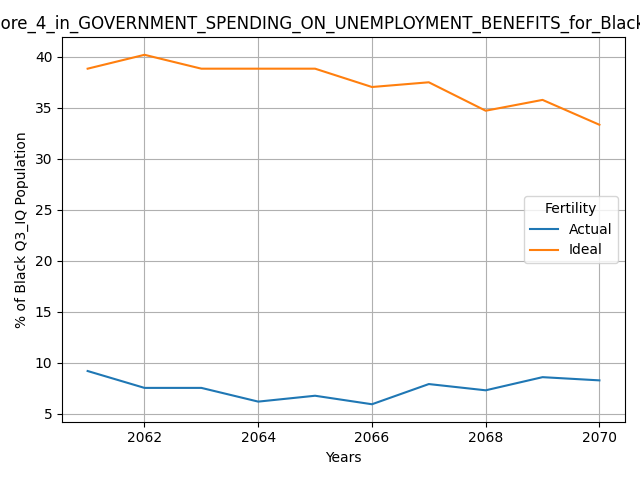 ore_4_in_GOVERNMENT_SPENDING_ON_UNEMPLOYMENT_BENEFITS_for_Black
40
35
30
25
20
15
10
5
% of Black Q3_IQ Population
Fertility
Actual
Ideal
2062 2064 2066 2068 2070
Years